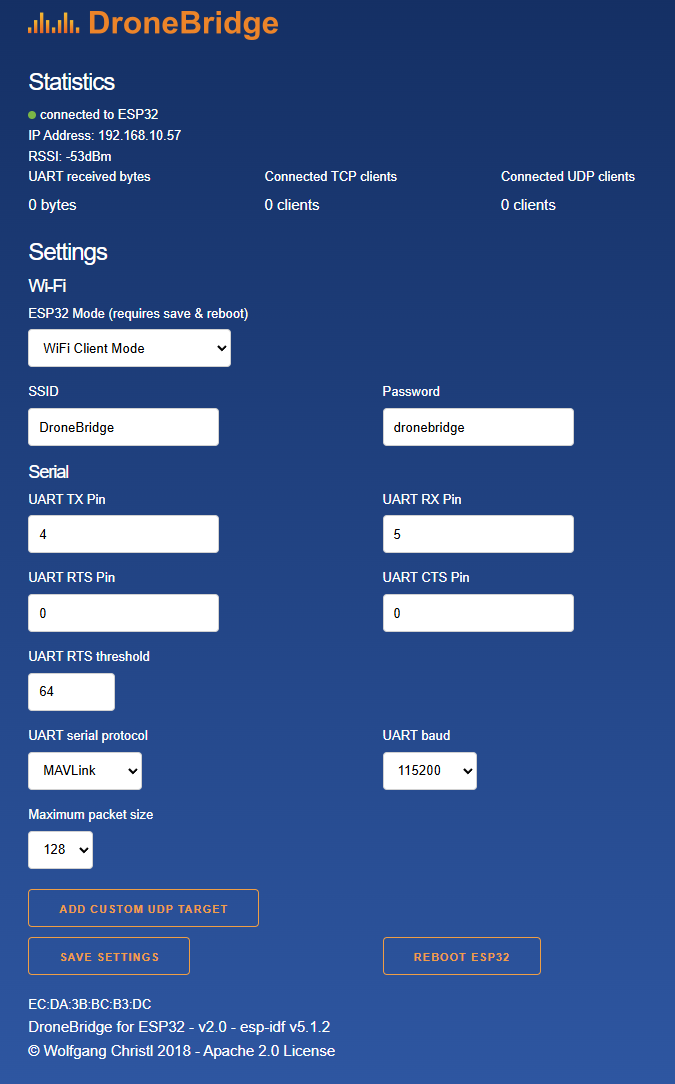 DroneBridge
Statistics
connected to ESP32
IP Address: 192.168.10.57
RSSI: -53dBm
UART received bytes Connected TCP clients Connected UDP clients
0 bytes 0 clients 0 clients
Settings
Wi-Fi
ESP32 Mode (requires save & reboot)
WiFi Client Mode
SSID Password
DroneBridge dronebridge
Serial
UART TX Pin UART RX Pin
4 5
UART RTS Pin UART CTS Pin
0 0
UART RTS threshold
64
UART serial protocol UART baud
MAVLink 115200
Maximum packet size
128
ADD CUSTOM UDP TARGET
SAVE SETTINGS REBOOT ESP32
EC:DA:3B:BC:B3:DC
DroneBridge for ESP32 - v2.0 - esp-idf v5.1.2
© Wolfgang Christl 2018 - Apache 2.0 License